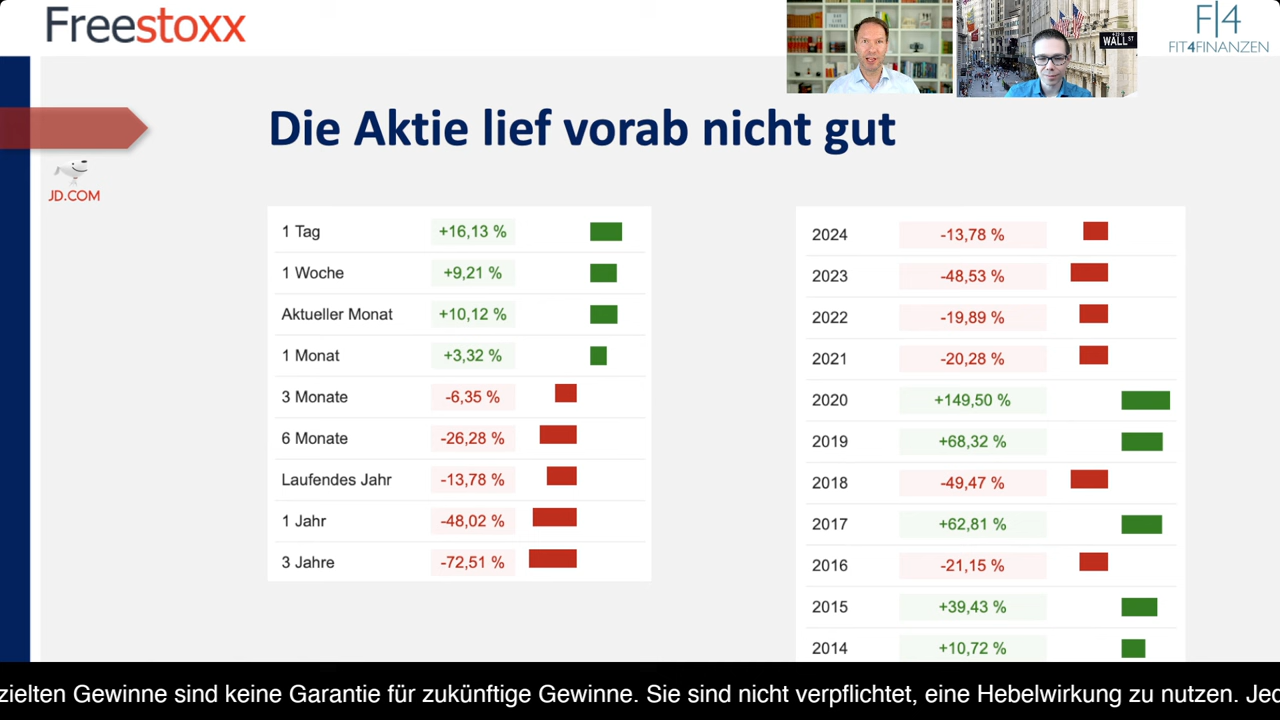 Freestoxx
WALL ST
F|4
FIT4FINANZEN
Die Aktie lief vorab nicht gut
JD.COM
1 Tag +16,13 %
1 Woche +9,21 %
Aktueller Monat +10,12 %
1 Monat +3,32 %
3 Monate -6,35 %
6 Monate -26,28 %
Laufendes Jahr -13,78 %
1 Jahr -48,02 %
3 Jahre -72,51 %
2024 -13,78 %
2023 -48,53 %
2022 -19,89 %
2021 -20,28 %
2020 +149,50 %
2019 +68,32 %
2018 -49,47 %
2017 +62,81 %
2016 -21,15 %
2015 +39,43 %
2014 +10,72 %
zielten Gewinne sind keine Garantie für zukünftige Gewinne. Sie sind nicht verpflichtet, eine Hebelwirkung zu nutzen. Jed